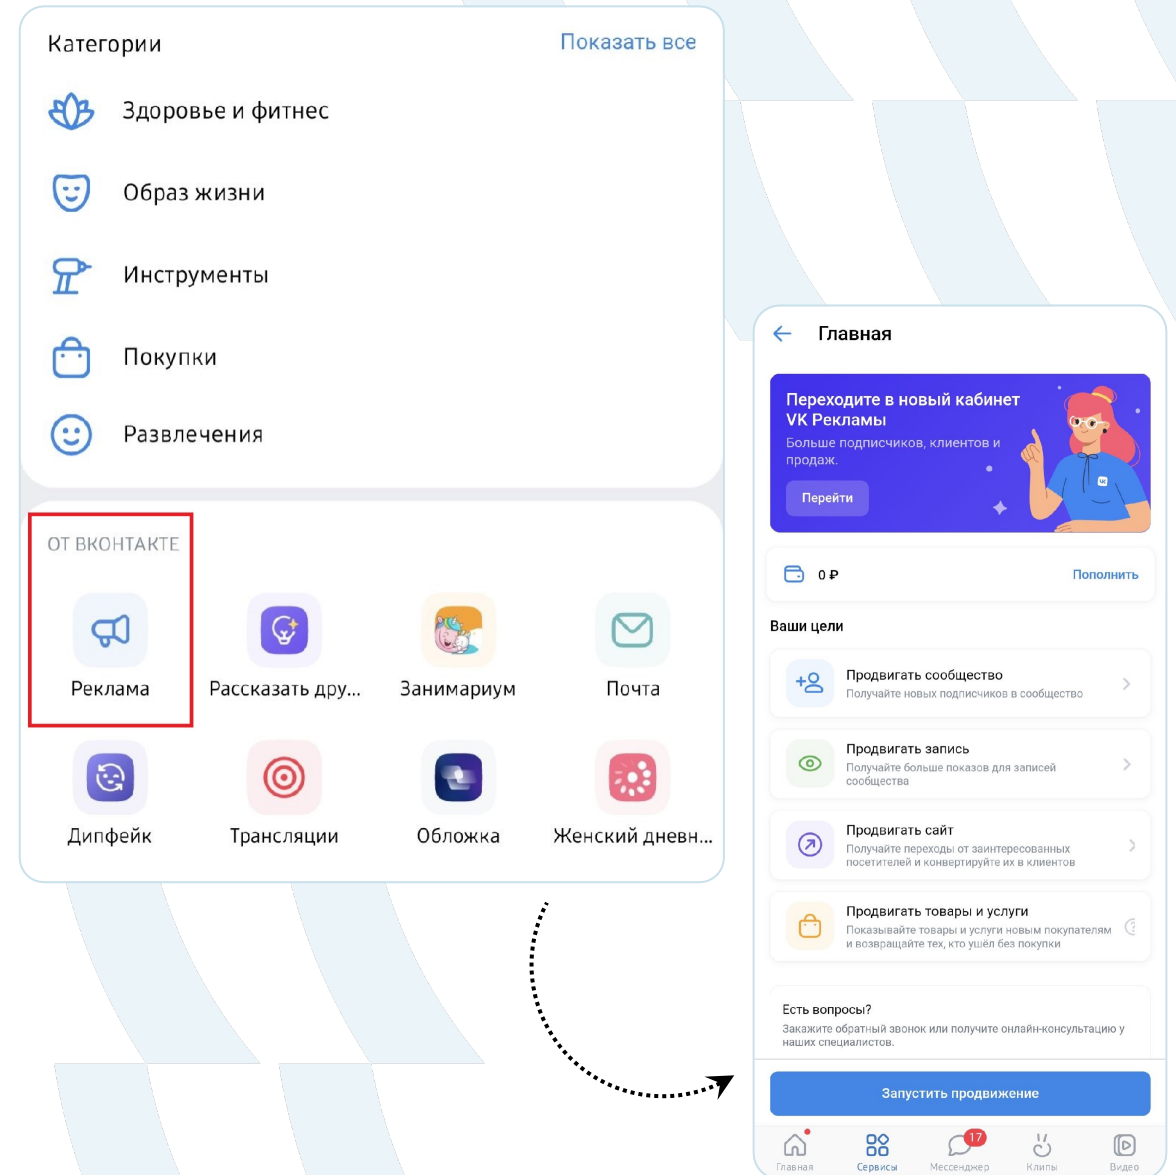 Категории
Показать все
Здоровье и фитнес
Образ жизни
Инструменты
Покупки
Развлечения
ОТ ВКОНТАКТЕ
Реклама
Рассказать дру...
Занимариум
Почта
Дипфейк
Трансляции
Обложка
Женский дневн...
Главная
Переходите в новый кабинет
VK Рекламы
Больше подписчиков, клиентов и
продаж.
Перейти
0 ₽
Пополнить
Ваши цели
Продвигать сообщество
Получайте новых подписчиков в сообщество
Продвигать запись
Получайте больше показов для записей
сообщества
Продвигать сайт
Получайте переходы от заинтересованных
посетителей и конвертируйте их в клиентов
Продвигать товары и услуги
Показывайте товары и услуги новым покупателям
и возвращайте тех, кто ушёл без покупки
Есть вопросы?
Закажите обратный звонок или получите онлайн-консультацию у
наших специалистов.
Запустить продвижение
17
Главная
Сервисы
Мессенджер
Клипы
Видео